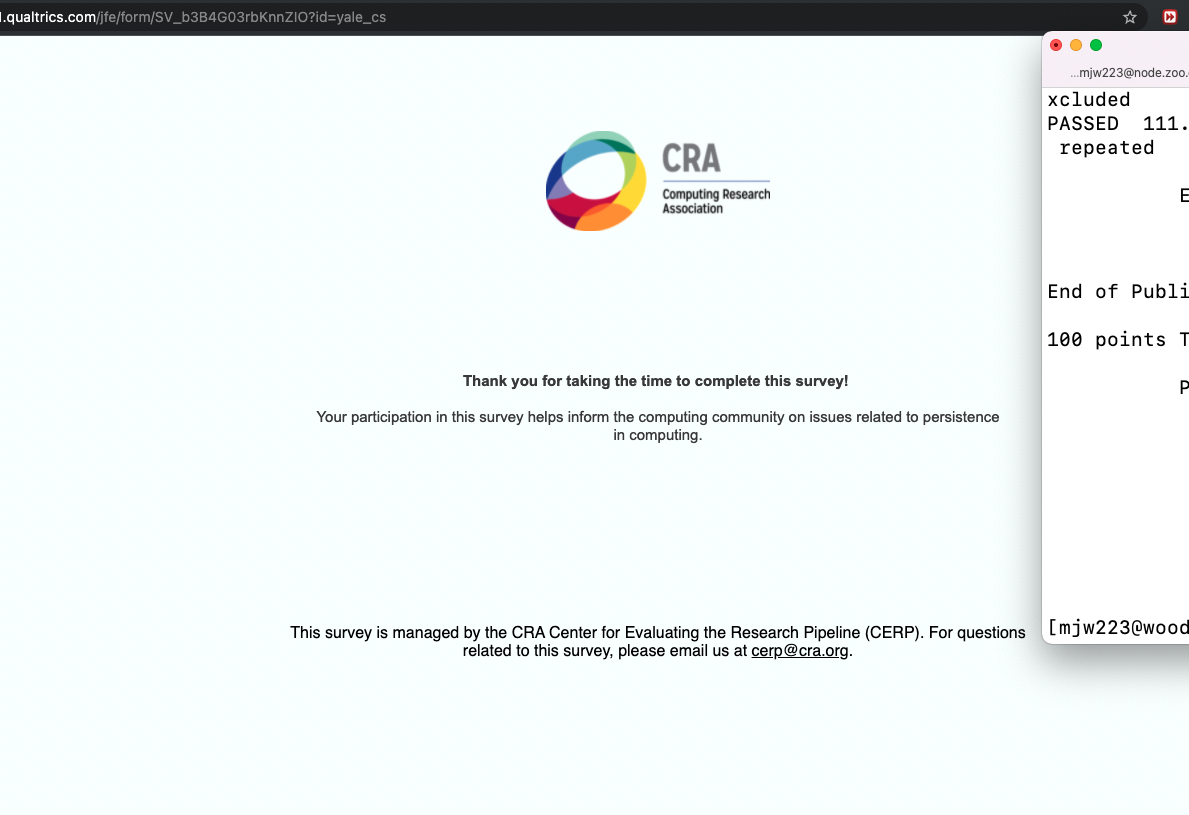 .qualtrics.com/jfe/form/SV_b3B4G03rbKnnZlO?id=yale_cs
...mjw223@node.zoo.
xcluded
PASSED  111.
repeated
E
End of Publi
100 points T
P
[mjw223@wood
CRA
Computing Research
Association
Thank you for taking the time to complete this survey!
Your participation in this survey helps inform the computing community on issues related to persistence
in computing.
This survey is managed by the CRA Center for Evaluating the Research Pipeline (CERP). For questions
related to this survey, please email us at cerp@cra.org.